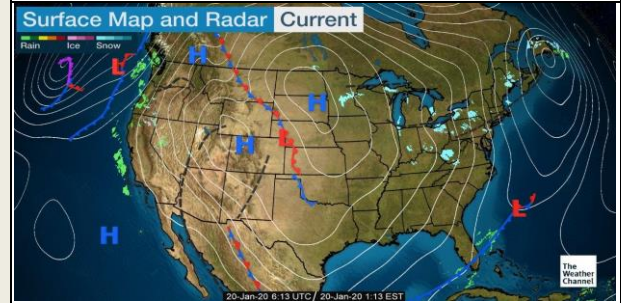 Surface Map and Radar Current
Rain Ice Snow
L
H
H
H
L
L
H
The
Weather
Channel
20-Jan-20 6:13 UTC / 20-Jan-20 1:13 EST